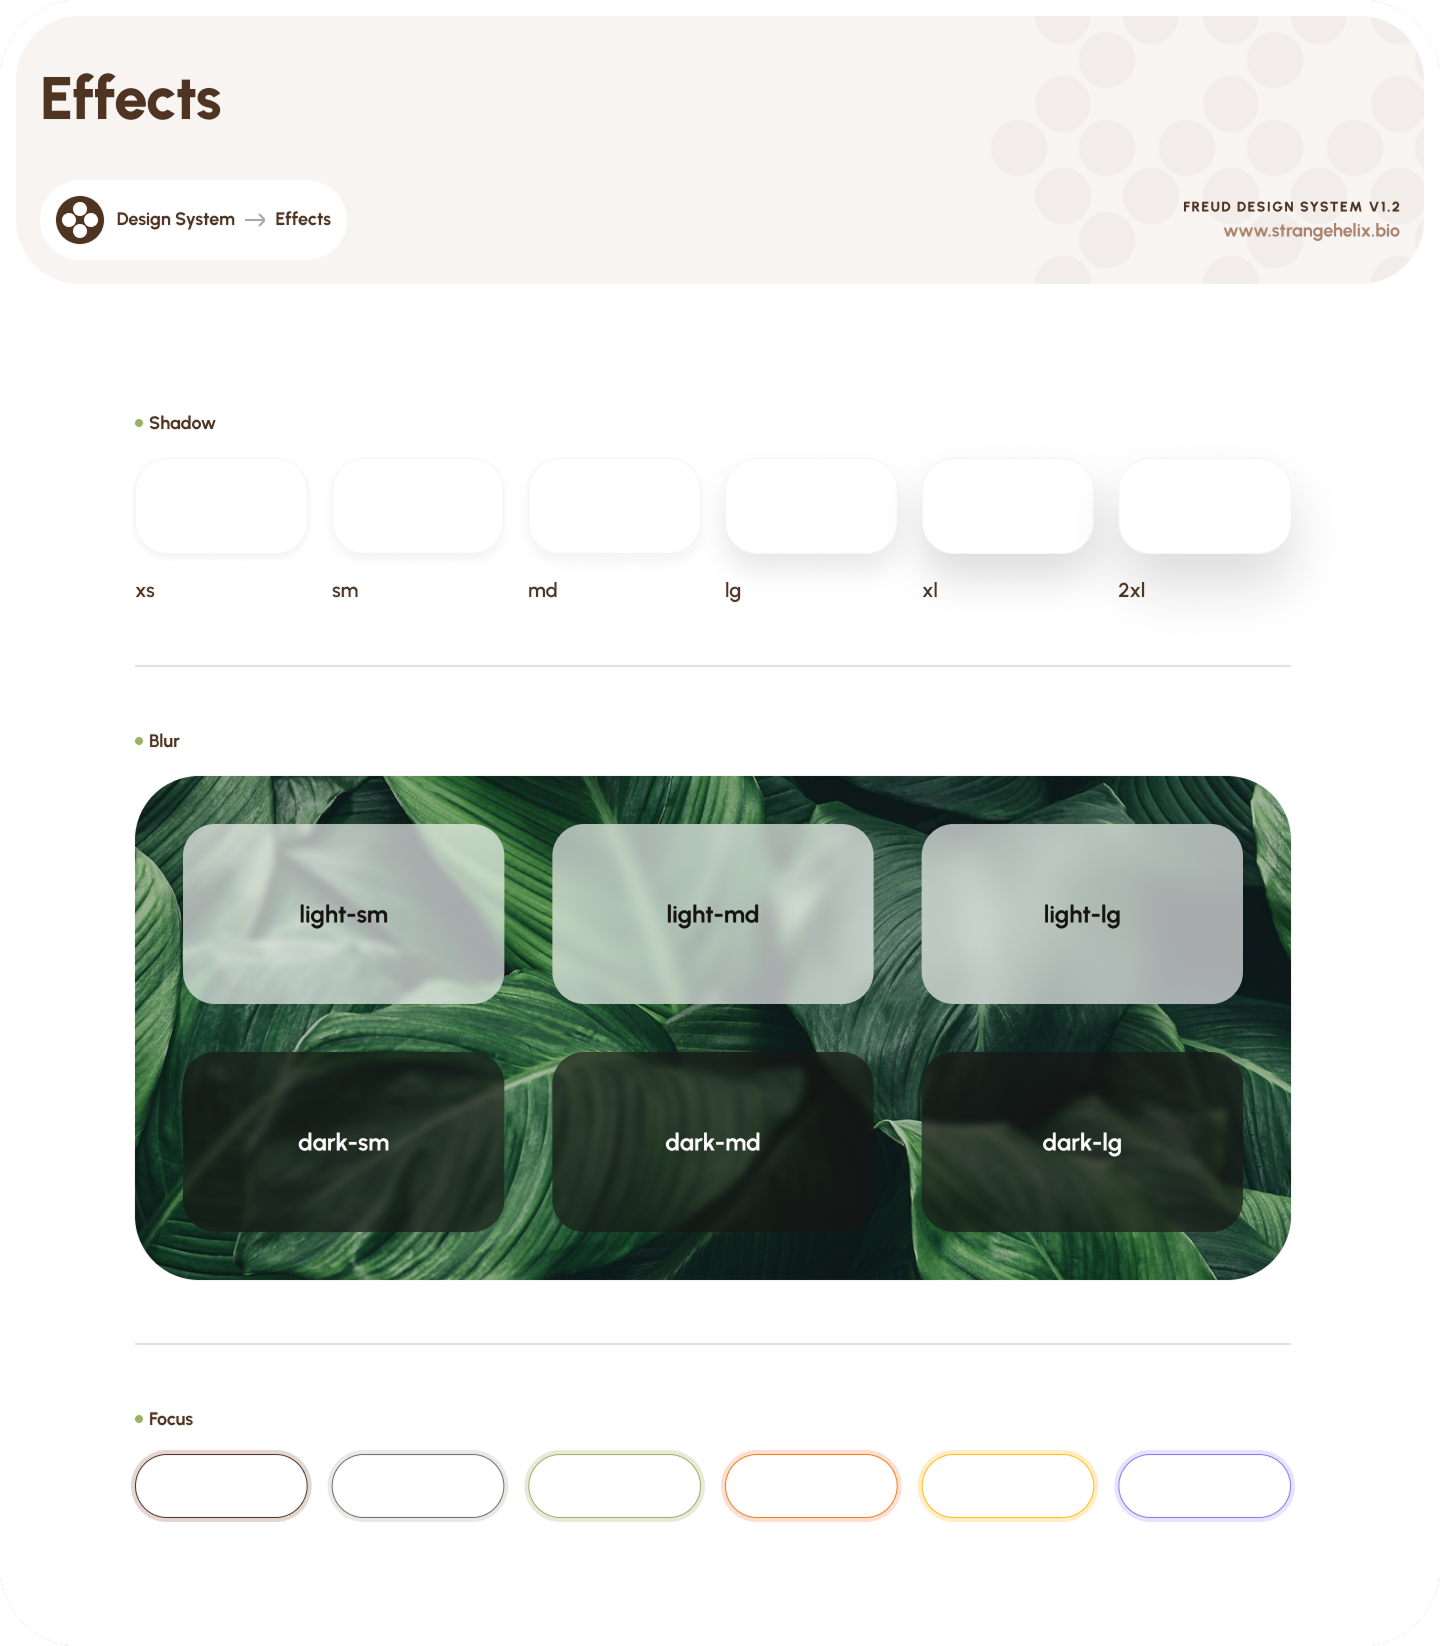 Effects
Design System → Effects
FREUD DESIGN SYSTEM V1.2
www.strangehelix.bio
Shadow
xs
sm
md
lg
xl
2xl
Blur
light-sm
light-md
light-lg
dark-sm
dark-md
dark-lg
Focus